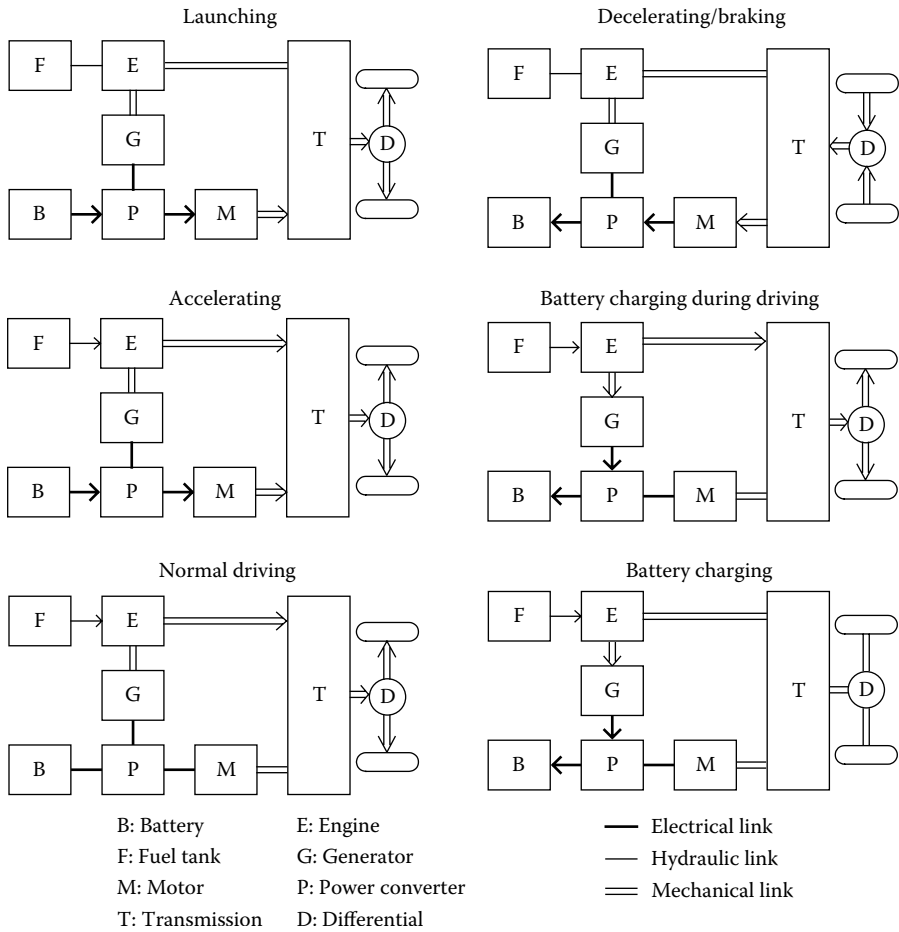 Launching
F E
G T D
B P M
Decelerating/braking
F E
G T D
B P M
Accelerating
F E
G T D
B P M
Battery charging during driving
F E
G T D
B P M
Normal driving
F E
G T D
B P M
Battery charging
F E
G T D
B P M
B: Battery E: Engine
F: Fuel tank G: Generator
M: Motor P: Power converter
T: Transmission D: Differential
Electrical link
Hydraulic link
Mechanical link